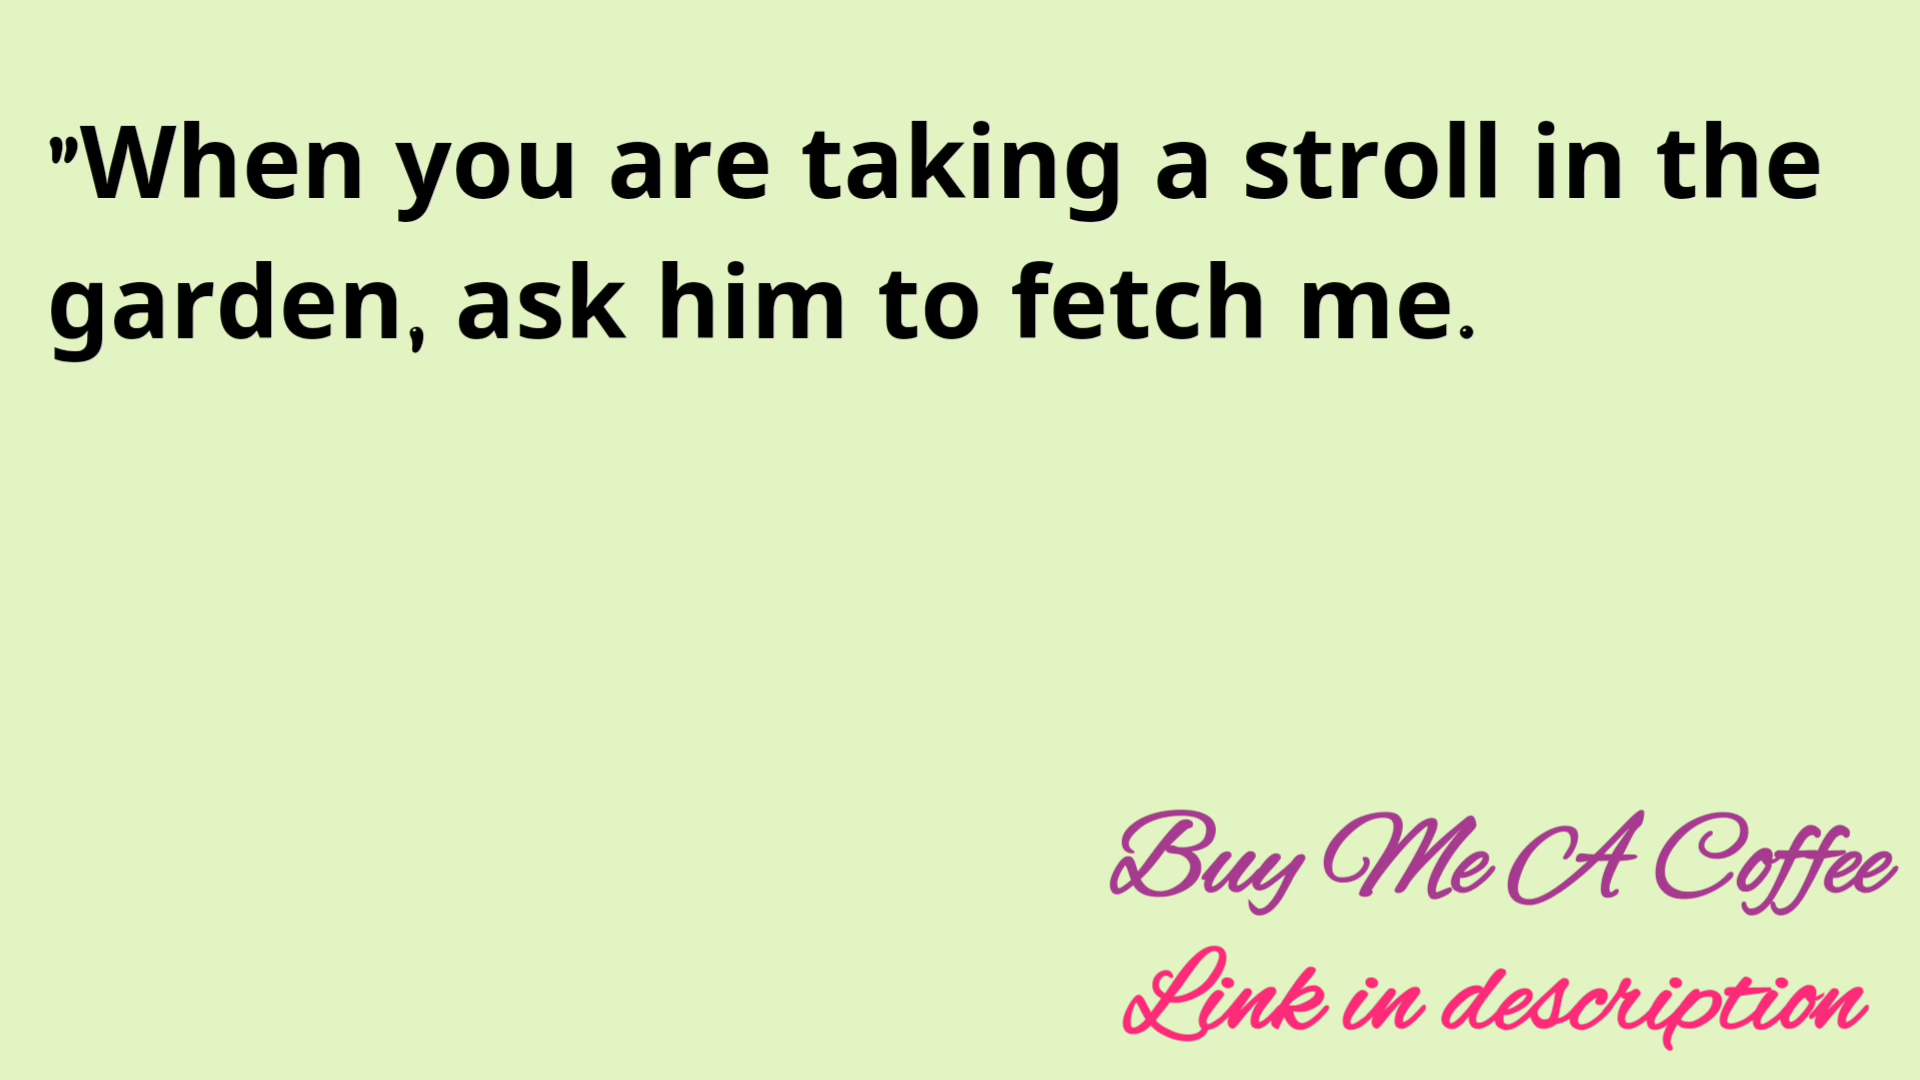 ”When you are taking a stroll in the
garden, ask him to fetch me.
Buy Me A Coffee
Link in description